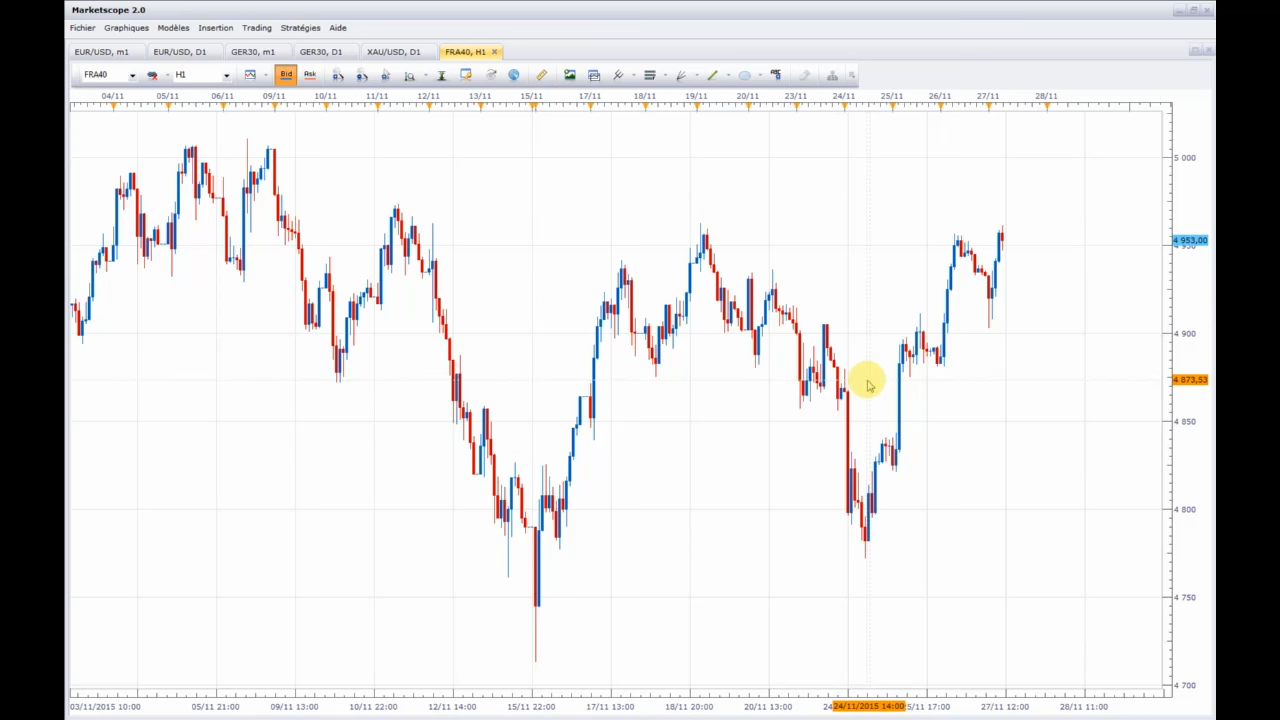 Marketscope 2.0
Fichier Graphiques Modèles Insertion Trading Stratégies Aide
EUR/USD, m1 EUR/USD, D1 GER30, m1 GER30, D1 XAU/USD, D1 FRA40, H1
FRA40 H1 Bid Ask
04/11 05/11 06/11 09/11 10/11 11/11 12/11 13/11 15/11 17/11 18/11 19/11 20/11 23/11 24/11 25/11 26/11 27/11 28/11
5 000
4 953,00
4 900
4 873,53
4 850
4 800
4 750
4 700
03/11/2015 10:00 05/11 21:00 09/11 13:00 10/11 22:00 12/11 14:00 15/11 22:00 17/11 13:00 18/11 20:00 20/11 13:00 24/11/2015 14:00 5/11 17:00 27/11 12:00 28/11 11:00